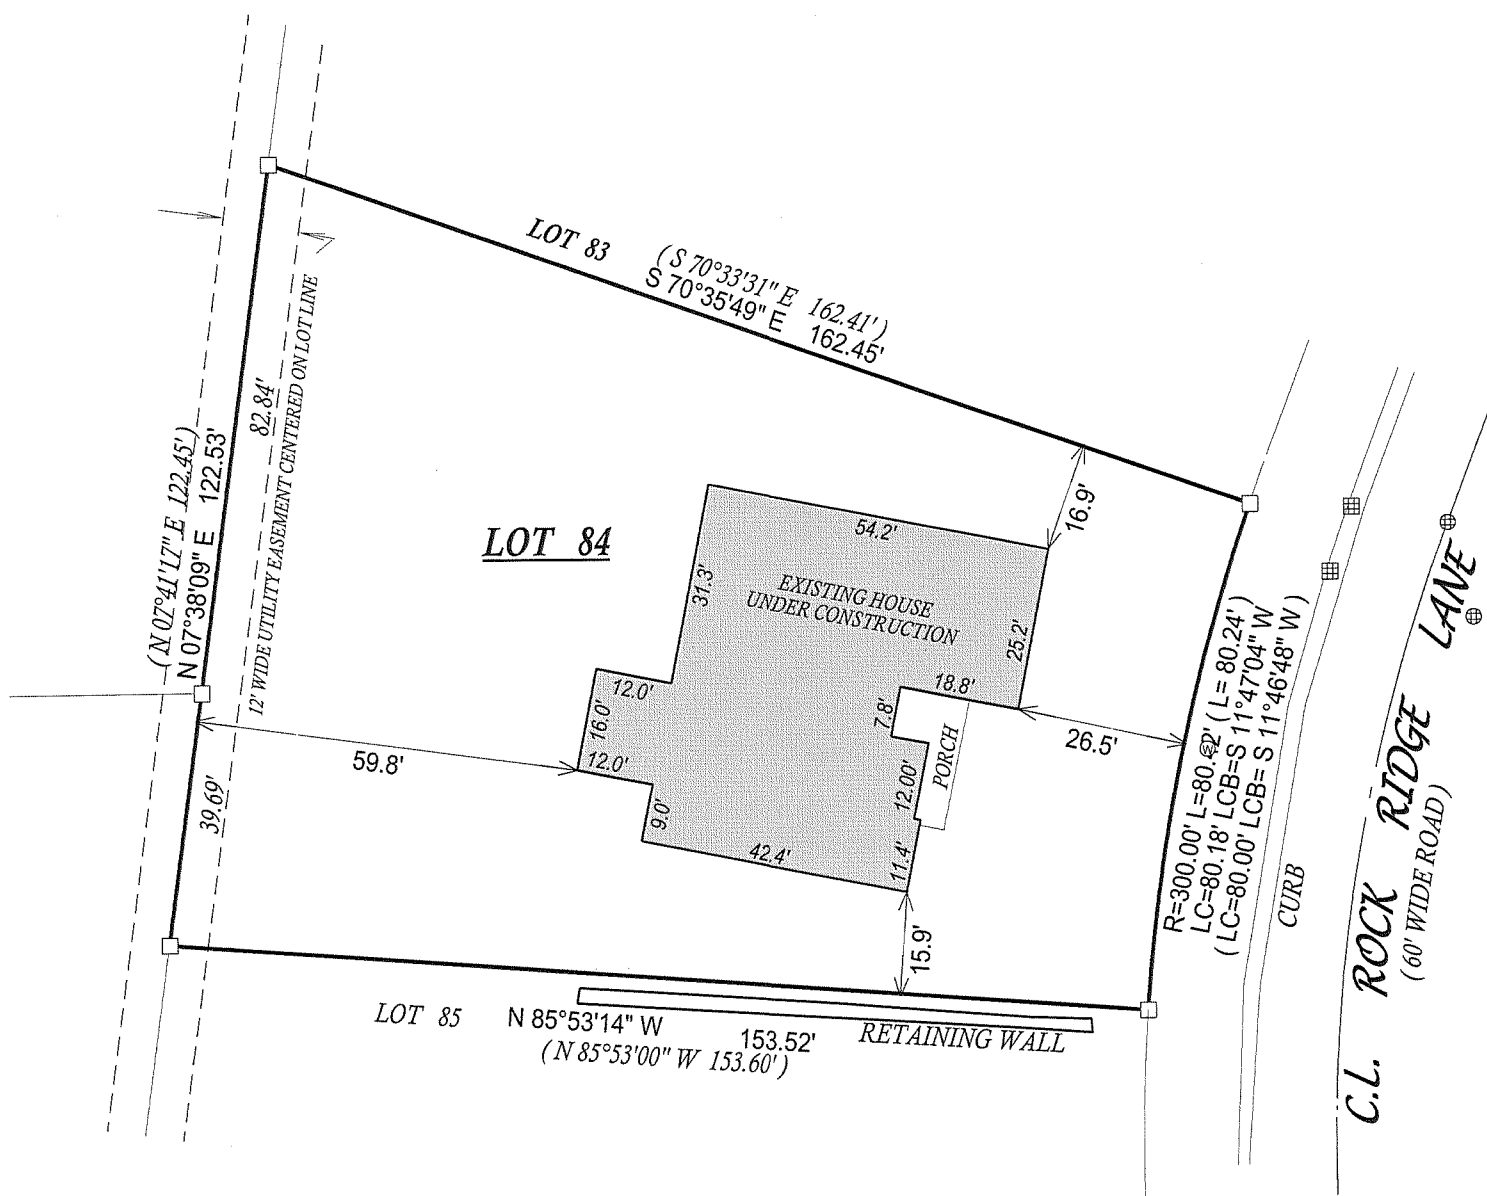 LOT 83
( S 70°33'31" E 162.41' )
S 70°35'49" E 162.45'
82.84'
12' WIDE UTILITY EASEMENT CENTERED ON LOT LINE
( N 07°41'17" E 122.45' )
N 07°38'09" E 122.53'
39.69'
LOT 84
54.2'
16.9'
EXISTING HOUSE
UNDER CONSTRUCTION
31.3'
25.2'
12.0'
18.8'
16.0'
7.8'
12.0'
59.8'
26.5'
PORCH
12.00'
9.0'
42.4'
11.4'
15.9'
R=300.00' ( L= 80.24' )
LC=80.18' LCB=S 11°47'04" W
( LC=80.00' LCB= S 11°46'48" W )
CURB
C.L. ROCK RIDGE LANE
( 60' WIDE ROAD )
LOT 85
N 85°53'14" W 153.52'
( N 85°53'00" W 153.60' )
RETAINING WALL